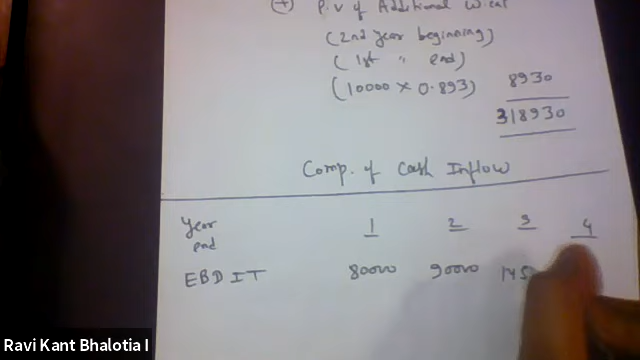 (+) P.V of Additional W.Cap
(2nd year beginning)
(1st " end)
(10000 × 0.893) 8930
318930
Comp. of Cash Inflow
Year end 1 2 3 4
EBDIT 80000 90000
Ravi Kant Bhalotia I